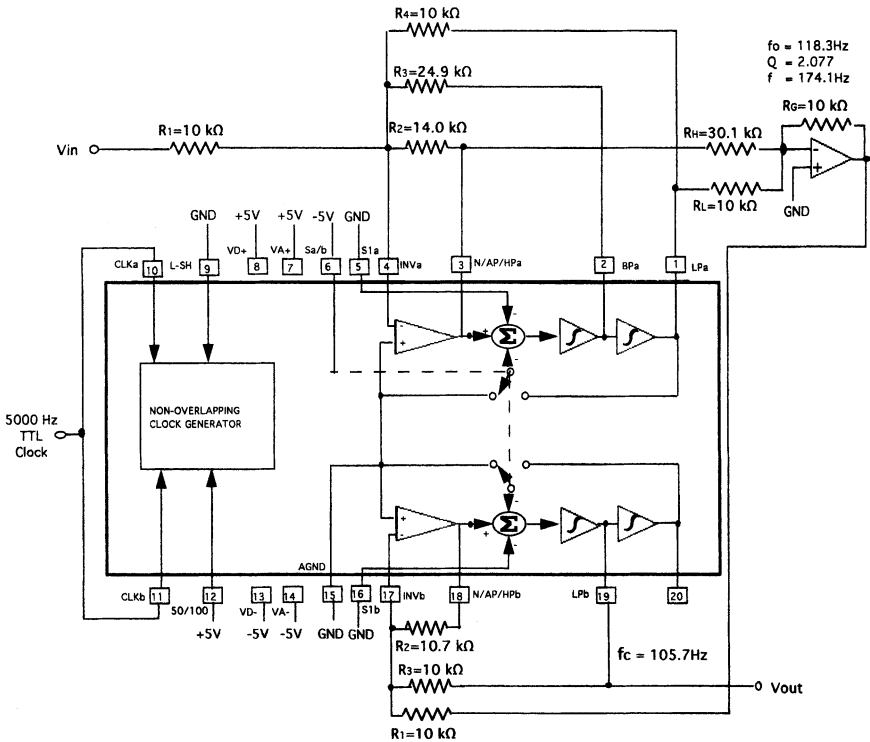 R4=10 kΩ
fo = 118.3Hz
Q = 2.077
f = 174.1Hz
R3=24.9 kΩ
RG=10 kΩ
R1=10 kΩ
R2=14.0 kΩ
RH=30.1 kΩ
Vin
-
+
RL=10 kΩ
GND
GND
+5V
+5V
-5V
GND
CLKa
L-SH
VD+
VA+
Sa/b
S1a
INVa
N/AP/HPa
BPa
LPa
10
9
8
7
6
5
4
3
2
1
-
+
+
Σ
-
-
∫
∫
5000 Hz
TTL
Clock
NON-OVERLAPPING
CLOCK GENERATOR
+
-
+
Σ
-
-
∫
∫
AGND
CLKb
11
50/100
12
VD-
13
VA-
14
15
16
S1b
17
INVb
18
N/AP/HPb
LPb
19
20
+5V
-5V
-5V
GND
GND
R2=10.7 kΩ
fc = 105.7Hz
R3=10 kΩ
Vout
R1=10 kΩ